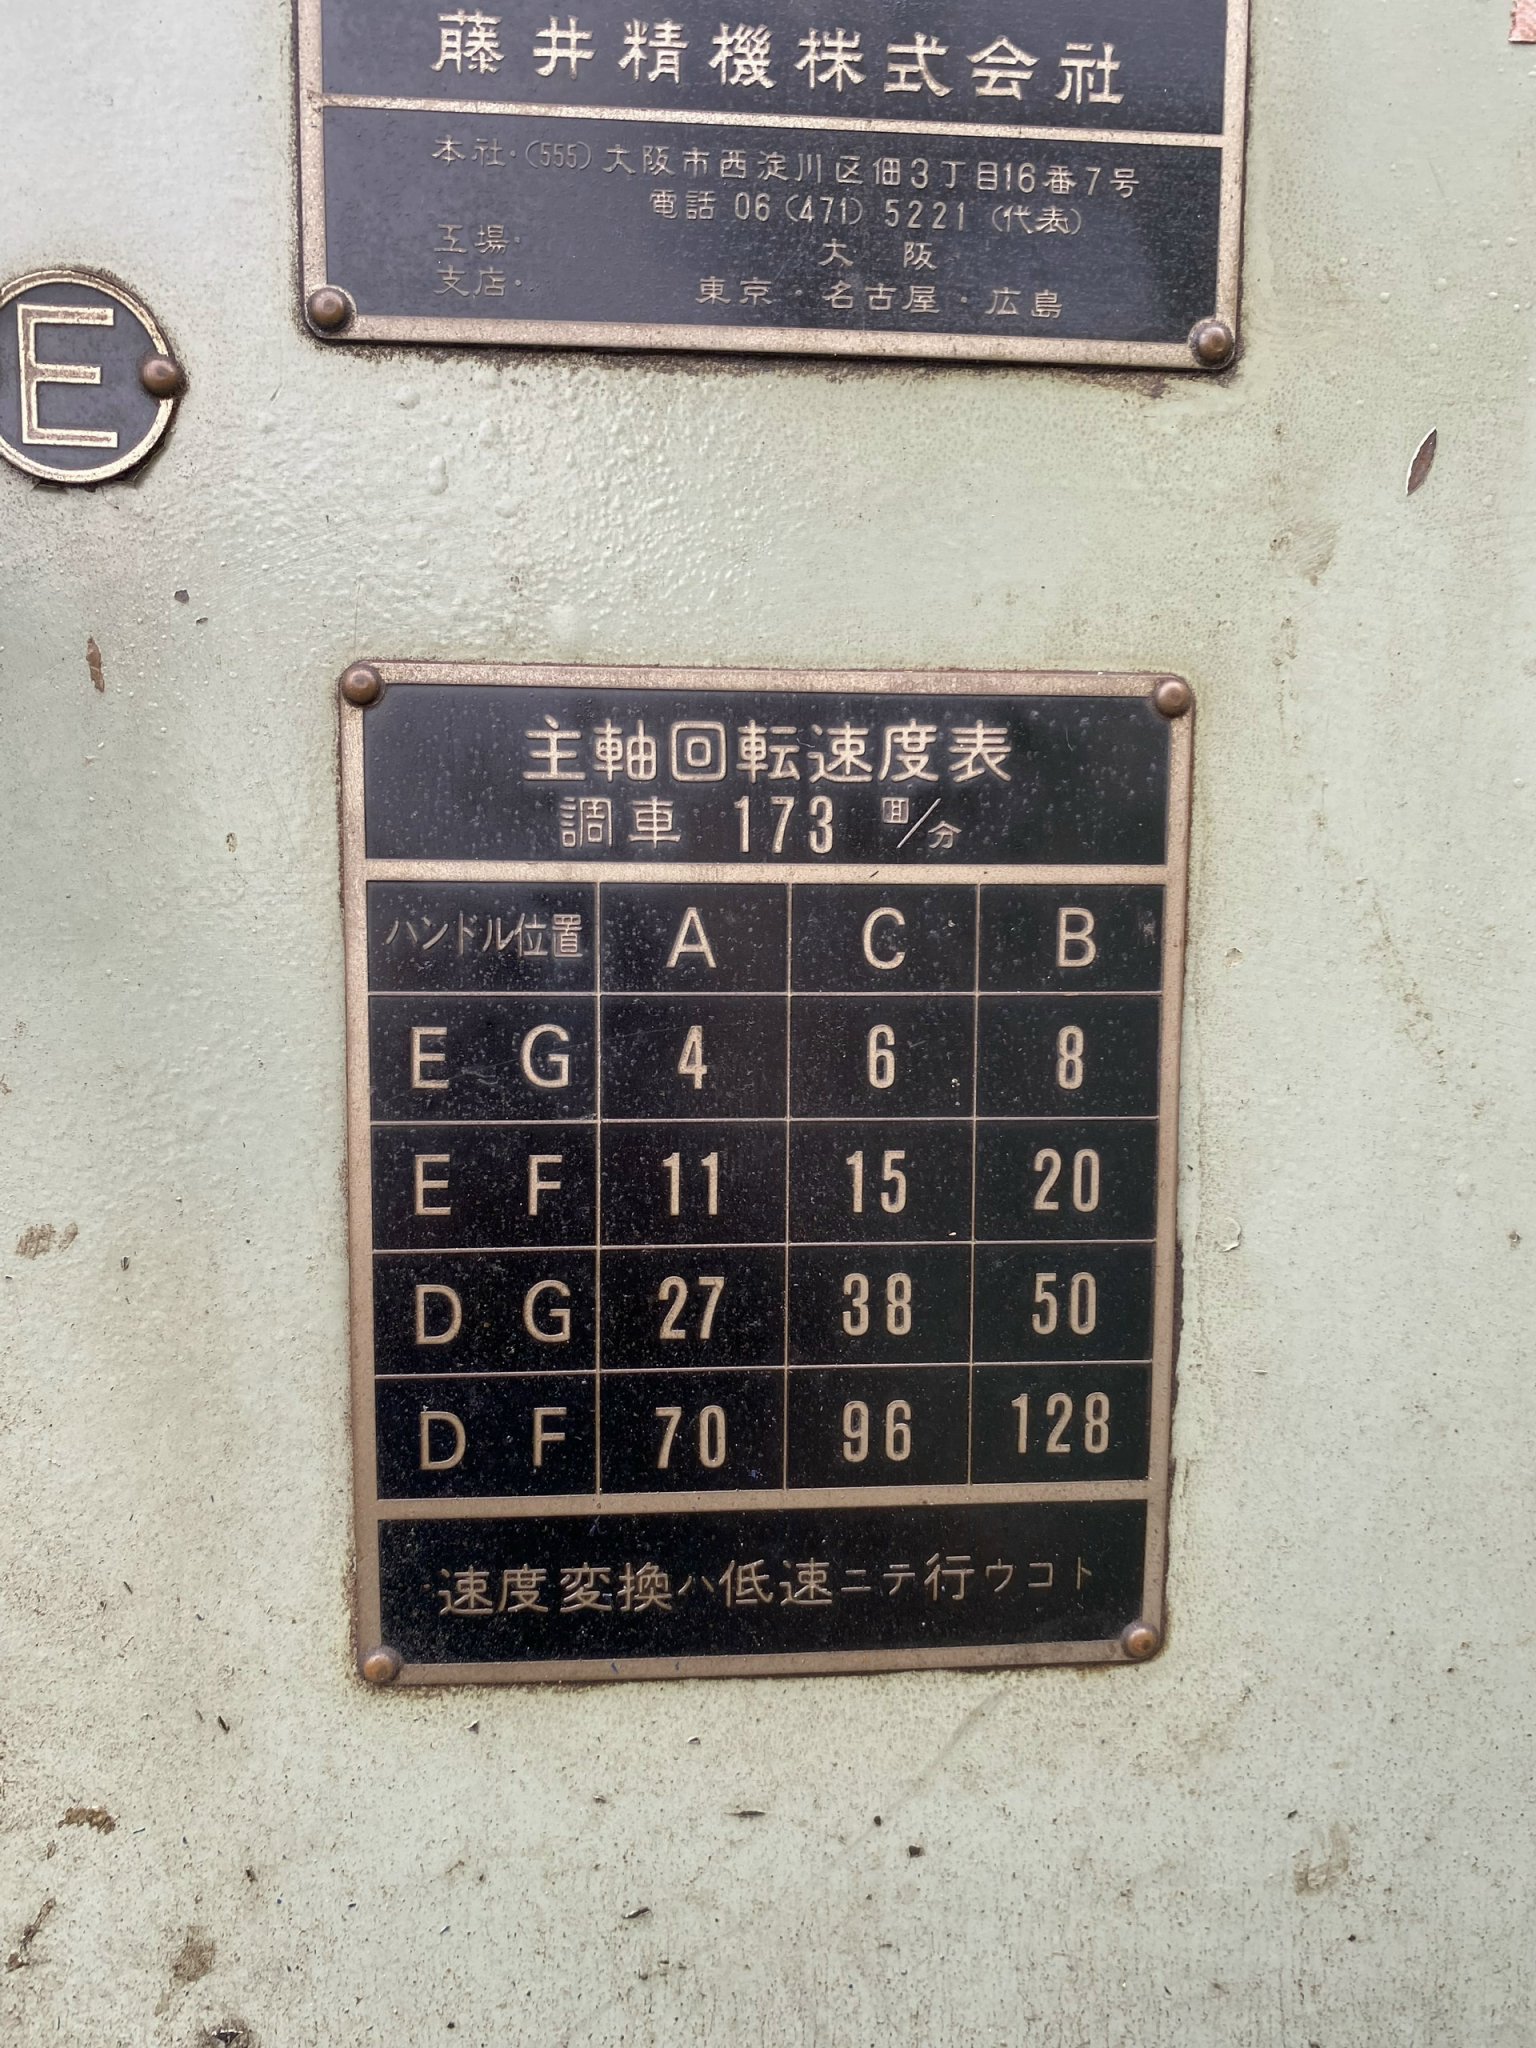 藤井精機株式会社
本社・(555) 大阪市西淀川区佃3丁目16番7号
電話 06 (471) 5221 (代表)
工場・ 大阪
支店・ 東京・名古屋・広島
E
主軸回転速度表
調車 173 回/分
ハンドル位置 A C B
E G 4 6 8
E F 11 15 20
D G 27 38 50
D F 70 96 128
速度変換ハ低速ニテ行ウコト